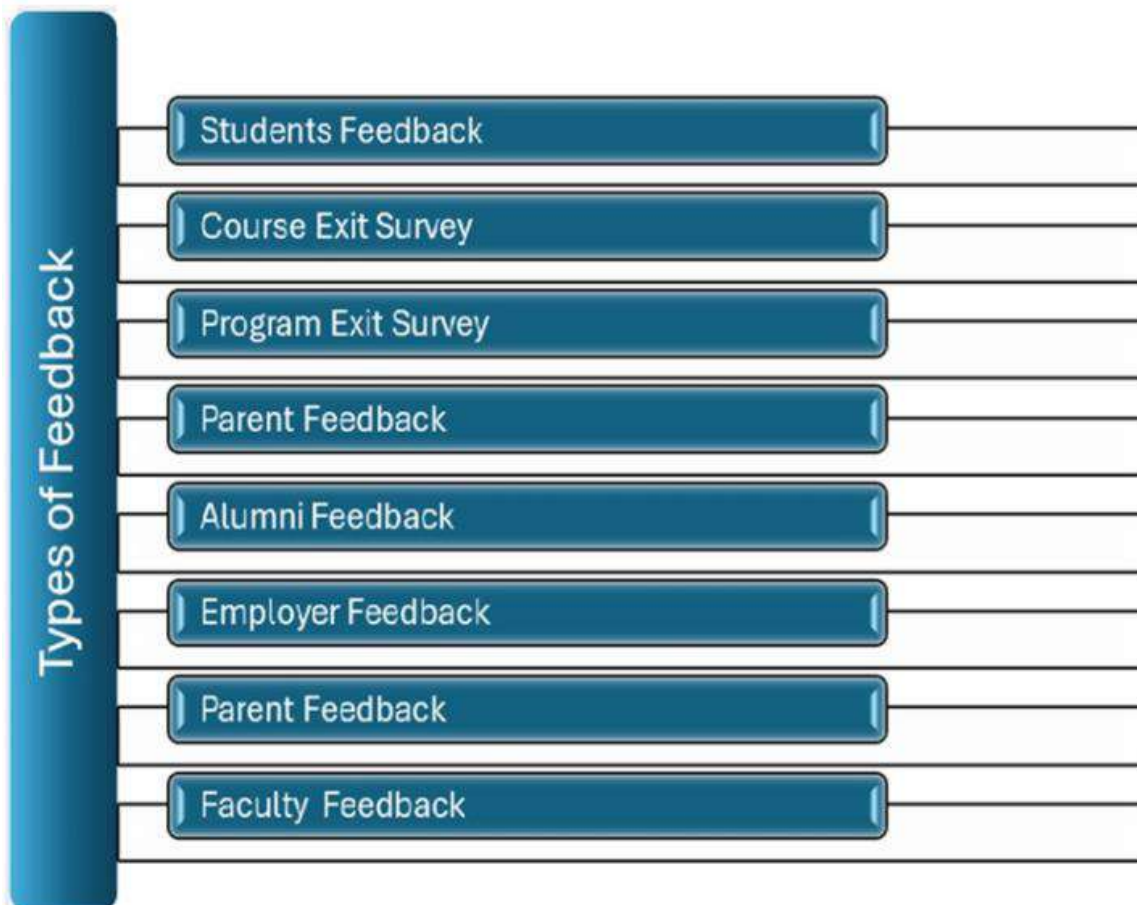 Types of Feedback
Students Feedback
Course Exit Survey
Program Exit Survey
Parent Feedback
Alumni Feedback
Employer Feedback
Parent Feedback
Faculty Feedback